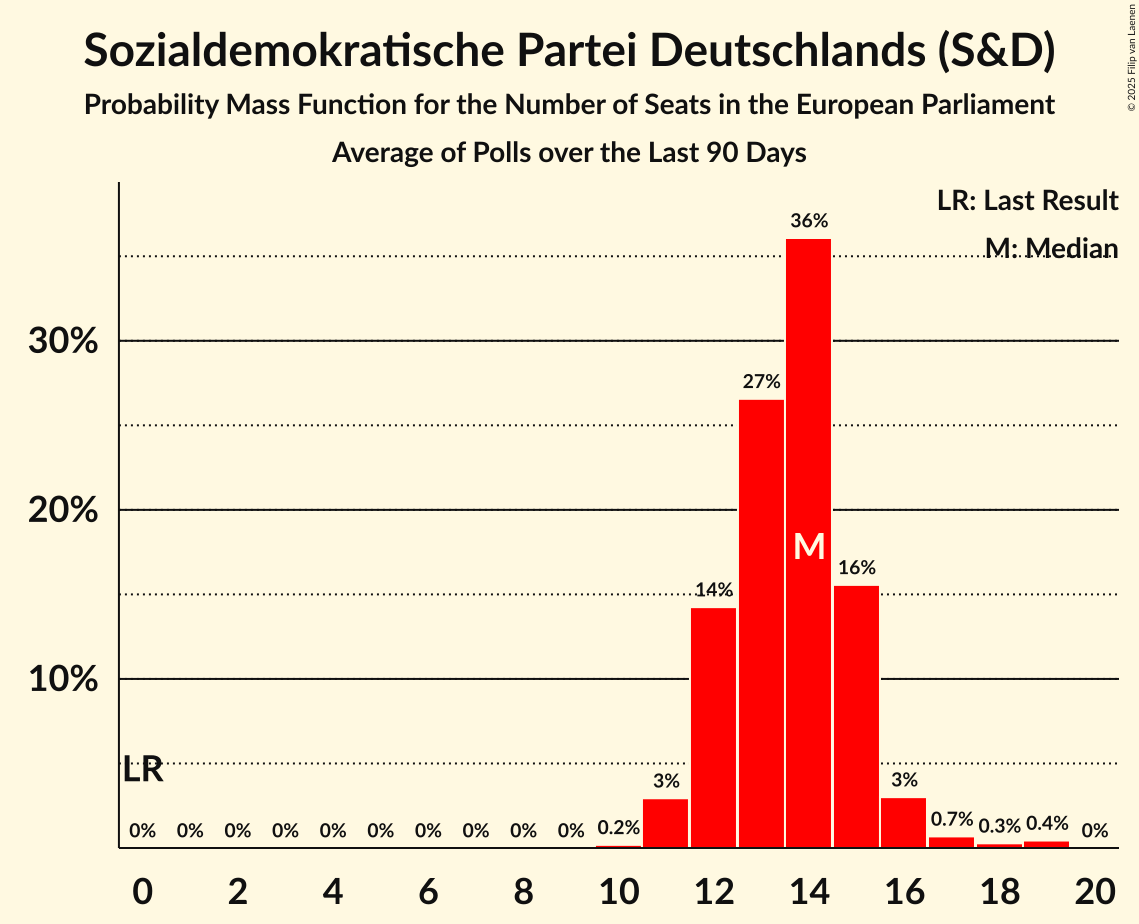 Sozialdemokratische Partei Deutschlands (S&D)
Probability Mass Function for the Number of Seats in the European Parliament
Average of Polls over the Last 90 Days
© 2025 Filip van Laenen
LR: Last Result
M: Median
36%
30%
27%
20%
M
16%
14%
10%
LR
3%
3%
0% 0% 0% 0% 0% 0% 0% 0% 0% 0% 0.2% 0.7% 0.3% 0.4% 0%
0 2 4 6 8 10 12 14 16 18 20